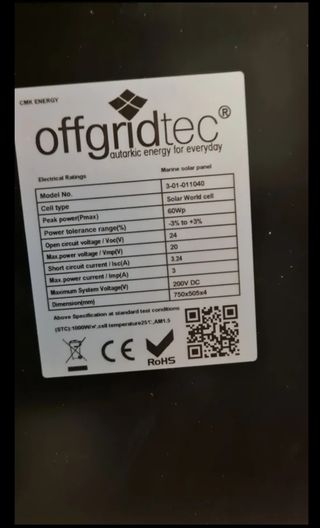 CMK ENERGY
offgridtec®
autarkic energy for everyday
Electrical Ratings Marine solar panel
Model No. 3-01-011040
Cell type Solar World cell
Peak power(Pmax) 60Wp
Power tolerance range(%) -3% to +3%
Open circuit voltage / Voc(V) 24
Max.power voltage / Vmp(V) 20
Short circuit current / Isc(A) 3.24
Max.power current / Imp(A) 3
Maximum System Voltage(V) 200V DC
Dimension(mm) 750x505x4
Above Specification at standard test conditions
(STC):1000W/㎡,cell temperature25℃,AM1.5
CE
RoHS